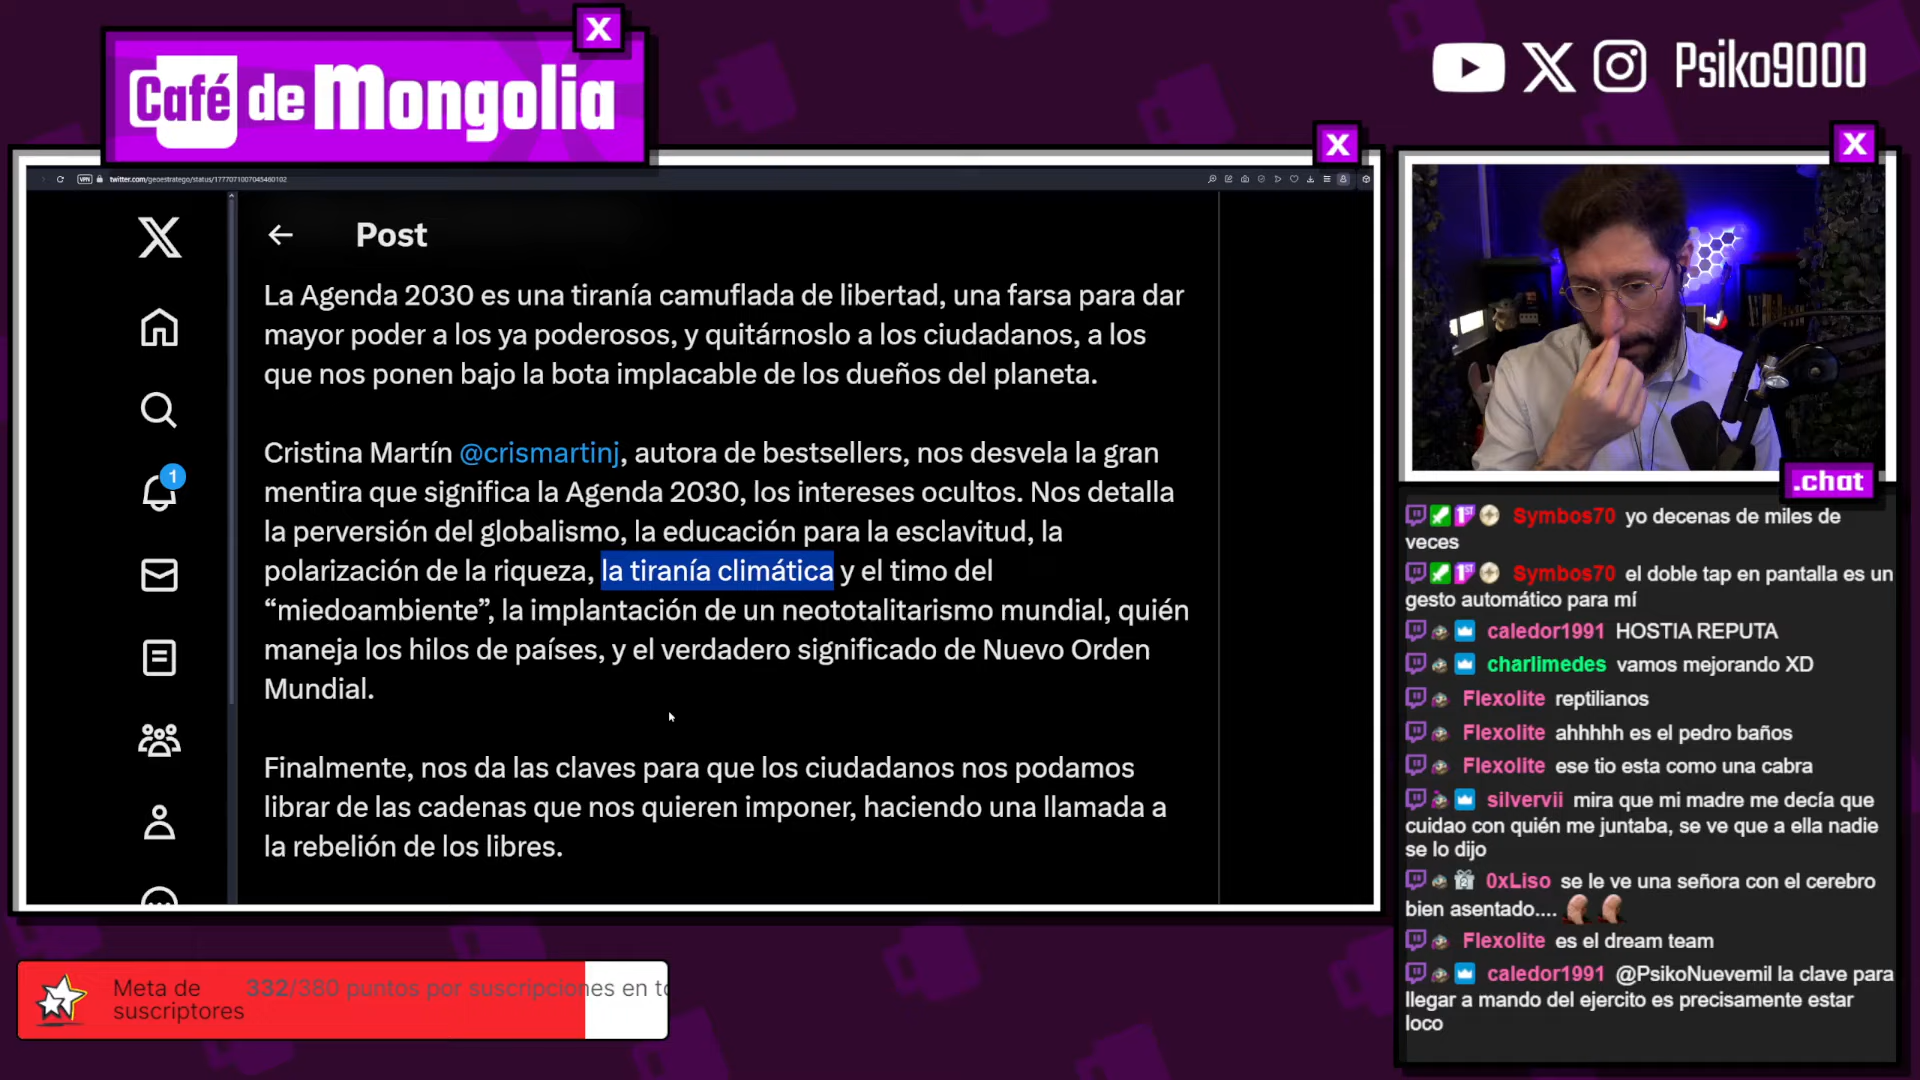 Café de Mongolia
X
Psiko9000
X
X
twitter.com/geoestratego/status/1777071007045460102
VPN
Post
La Agenda 2030 es una tiranía camuflada de libertad, una farsa para dar
mayor poder a los ya poderosos, y quitárnoslo a los ciudadanos, a los
que nos ponen bajo la bota implacable de los dueños del planeta.
Cristina Martín @crismartinj, autora de bestsellers, nos desvela la gran
mentira que significa la Agenda 2030, los intereses ocultos. Nos detalla
la perversión del globalismo, la educación para la esclavitud, la
polarización de la riqueza, la tiranía climática y el timo del
“miedoambiente”, la implantación de un neototalitarismo mundial, quién
maneja los hilos de países, y el verdadero significado de Nuevo Orden
Mundial.
Finalmente, nos da las claves para que los ciudadanos nos podamos
librar de las cadenas que nos quieren imponer, haciendo una llamada a
la rebelión de los libres.
1
.chat
Symbos70 yo decenas de miles de
veces
Symbos70 el doble tap en pantalla es un
gesto automático para mí
caledor1991 HOSTIA REPUTA
charlimedes vamos mejorando XD
Flexolite reptilianos
Flexolite ahhhhh es el pedro baños
Flexolite ese tio esta como una cabra
silvervii mira que mi madre me decía que
cuidao con quién me juntaba, se ve que a ella nadie
se lo dijo
0xLiso se le ve una señora con el cerebro
bien asentado....
Flexolite es el dream team
caledor1991 @PsikoNuevemil la clave para
llegar a mando del ejercito es precisamente estar
loco
Meta de
suscriptores
332/380 puntos por suscripciones en to